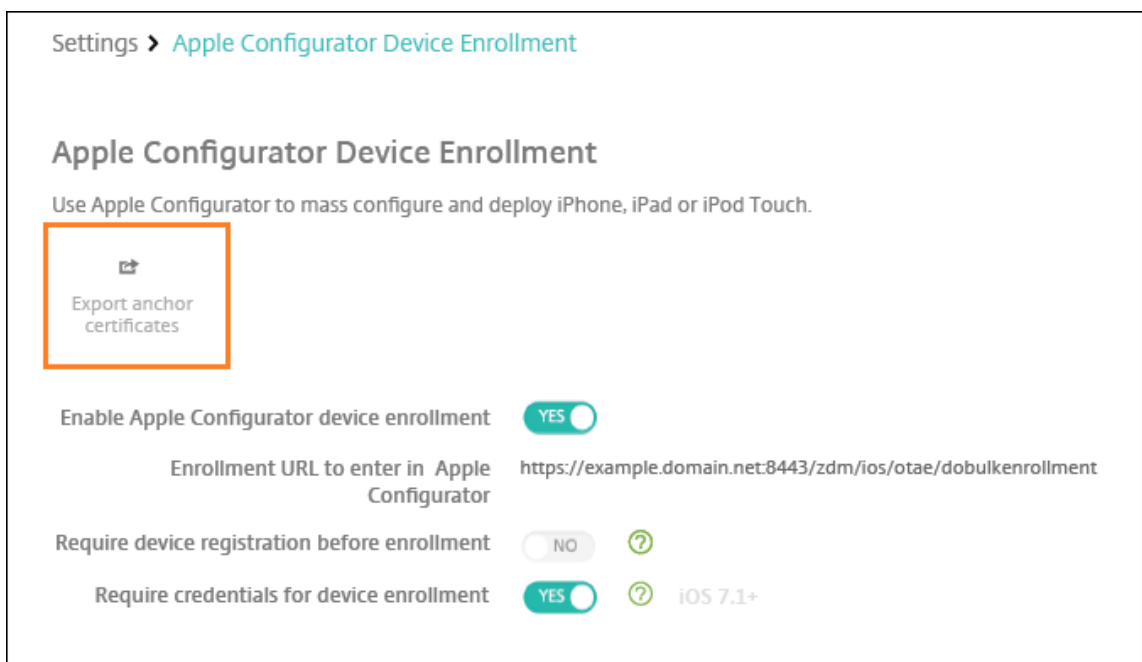 Settings > Apple Configurator Device Enrollment
Apple Configurator Device Enrollment
Use Apple Configurator to mass configure and deploy iPhone, iPad or iPod Touch.
Export anchor
certificates
Enable Apple Configurator device enrollment YES
Enrollment URL to enter in Apple https://example.domain.net:8443/zdm/ios/otae/dobulkenrollment
Configurator
Require device registration before enrollment NO ?
Require credentials for device enrollment YES ? iOS 7.1+